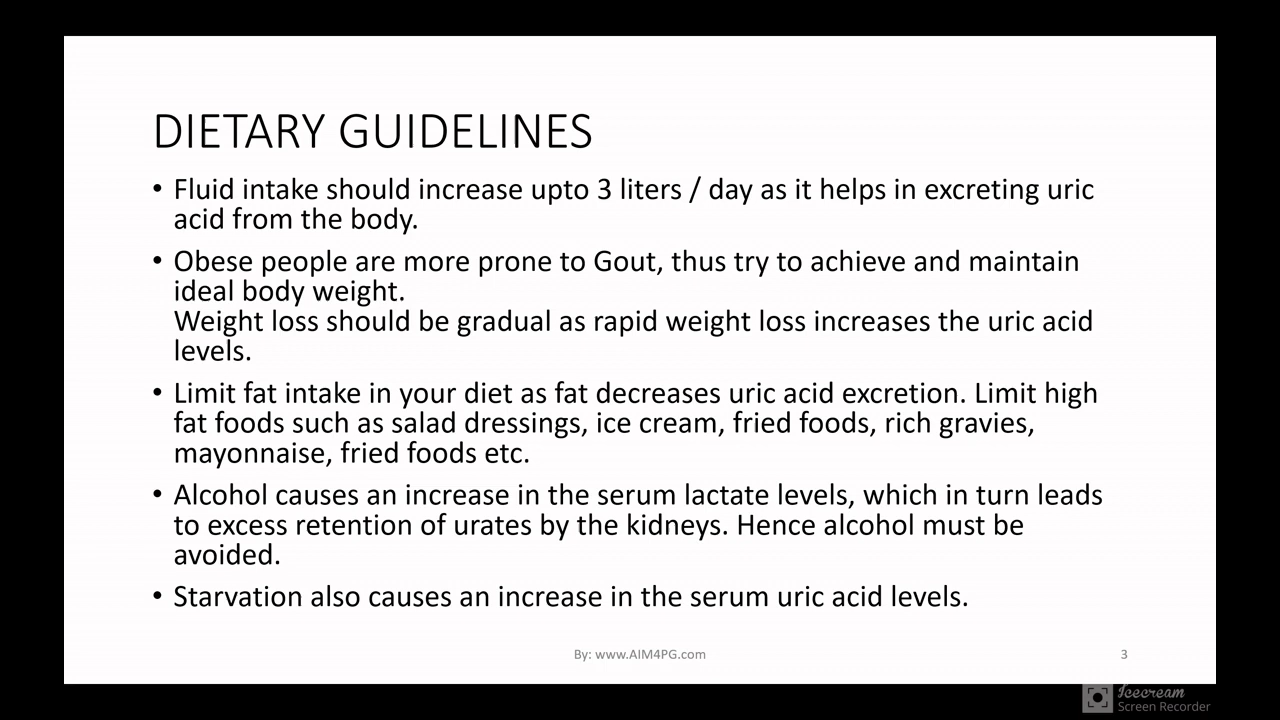 DIETARY GUIDELINES
• Fluid intake should increase upto 3 liters / day as it helps in excreting uric
acid from the body.
• Obese people are more prone to Gout, thus try to achieve and maintain
ideal body weight.
Weight loss should be gradual as rapid weight loss increases the uric acid
levels.
• Limit fat intake in your diet as fat decreases uric acid excretion. Limit high
fat foods such as salad dressings, ice cream, fried foods, rich gravies,
mayonnaise, fried foods etc.
• Alcohol causes an increase in the serum lactate levels, which in turn leads
to excess retention of urates by the kidneys. Hence alcohol must be
avoided.
• Starvation also causes an increase in the serum uric acid levels.
By: www.AIM4PG.com
3
Icecream
Screen Recorder